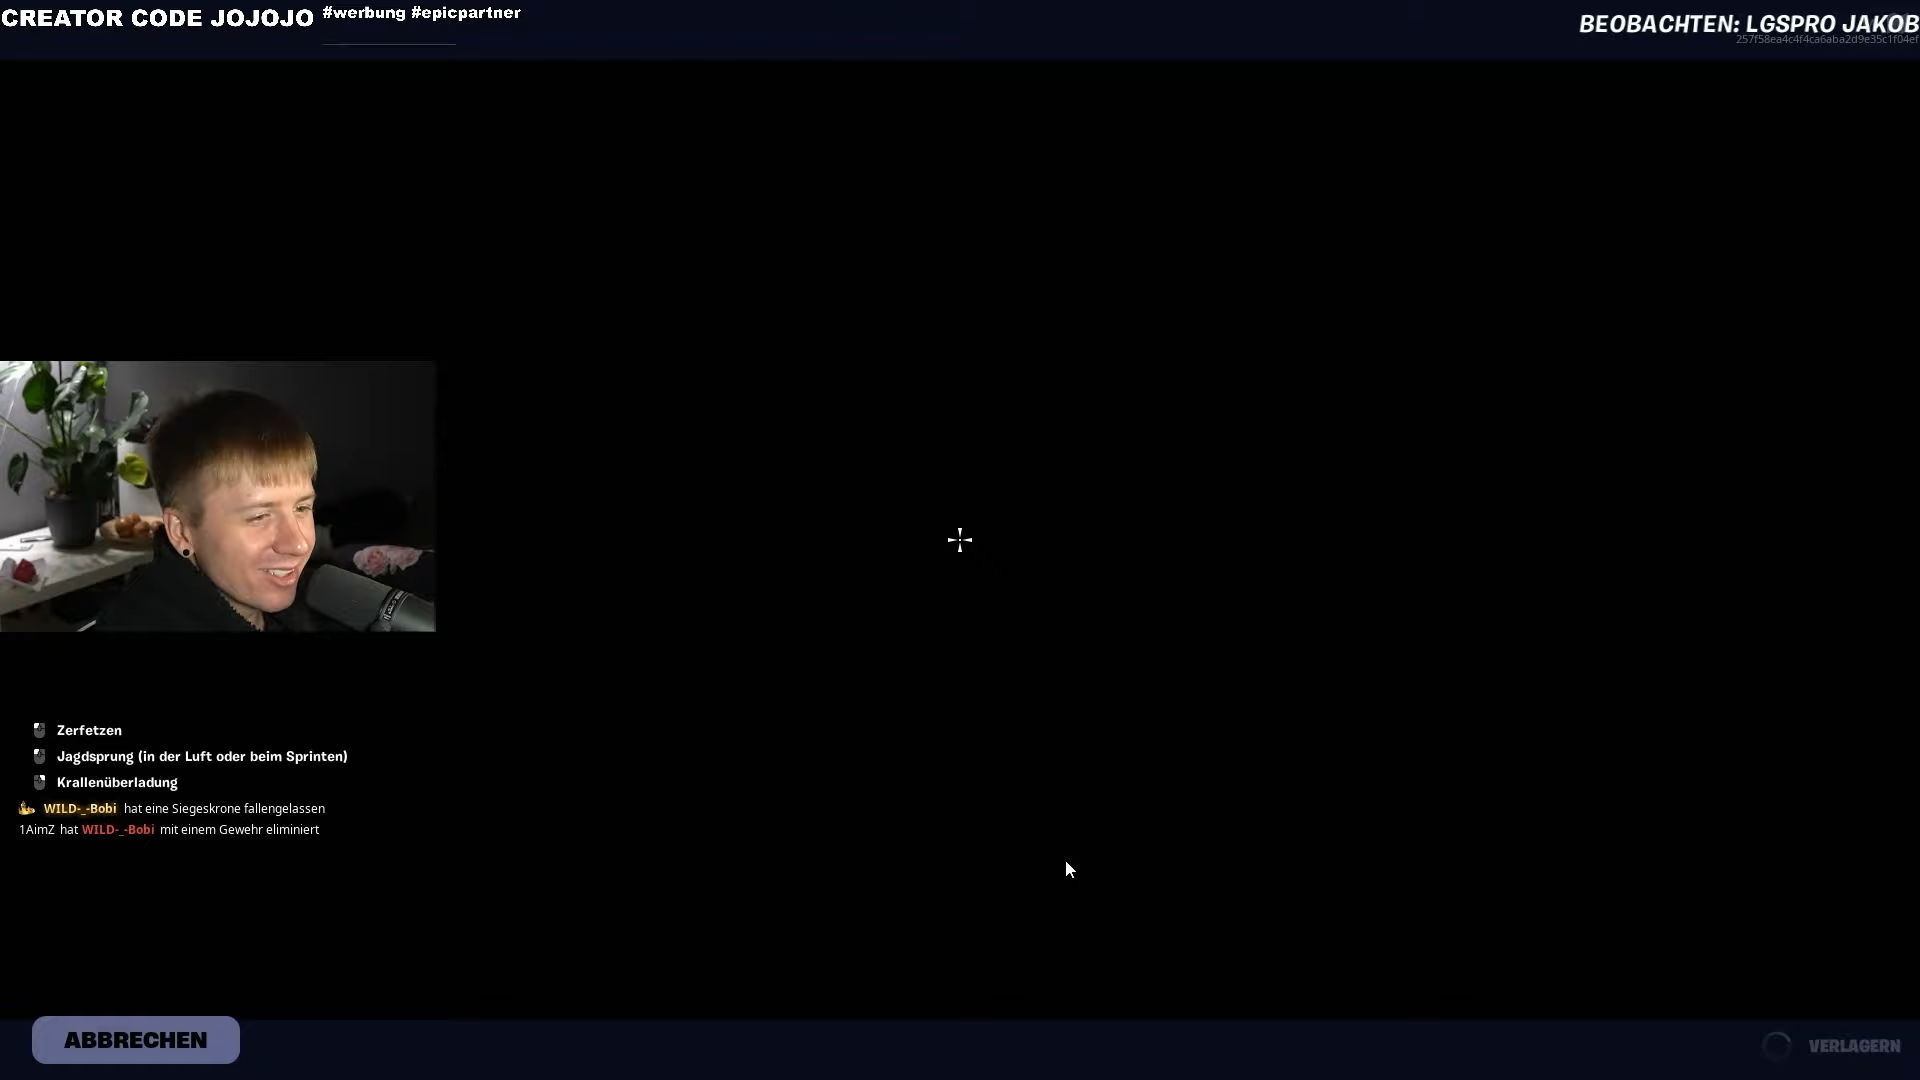 CREATOR CODE JOJOJO #werbung #epicpartner
BEOBACHTEN: LGSPRO JAKOB
Zerfetzen
Jagdsprung (in der Luft oder beim Sprinten)
Krallenüberladung
WILD-_-Bobi hat eine Siegeskrone fallengelassen
1AimZ hat WILD-_-Bobi mit einem Gewehr eliminiert
ABBRECHEN
VERLAGERN